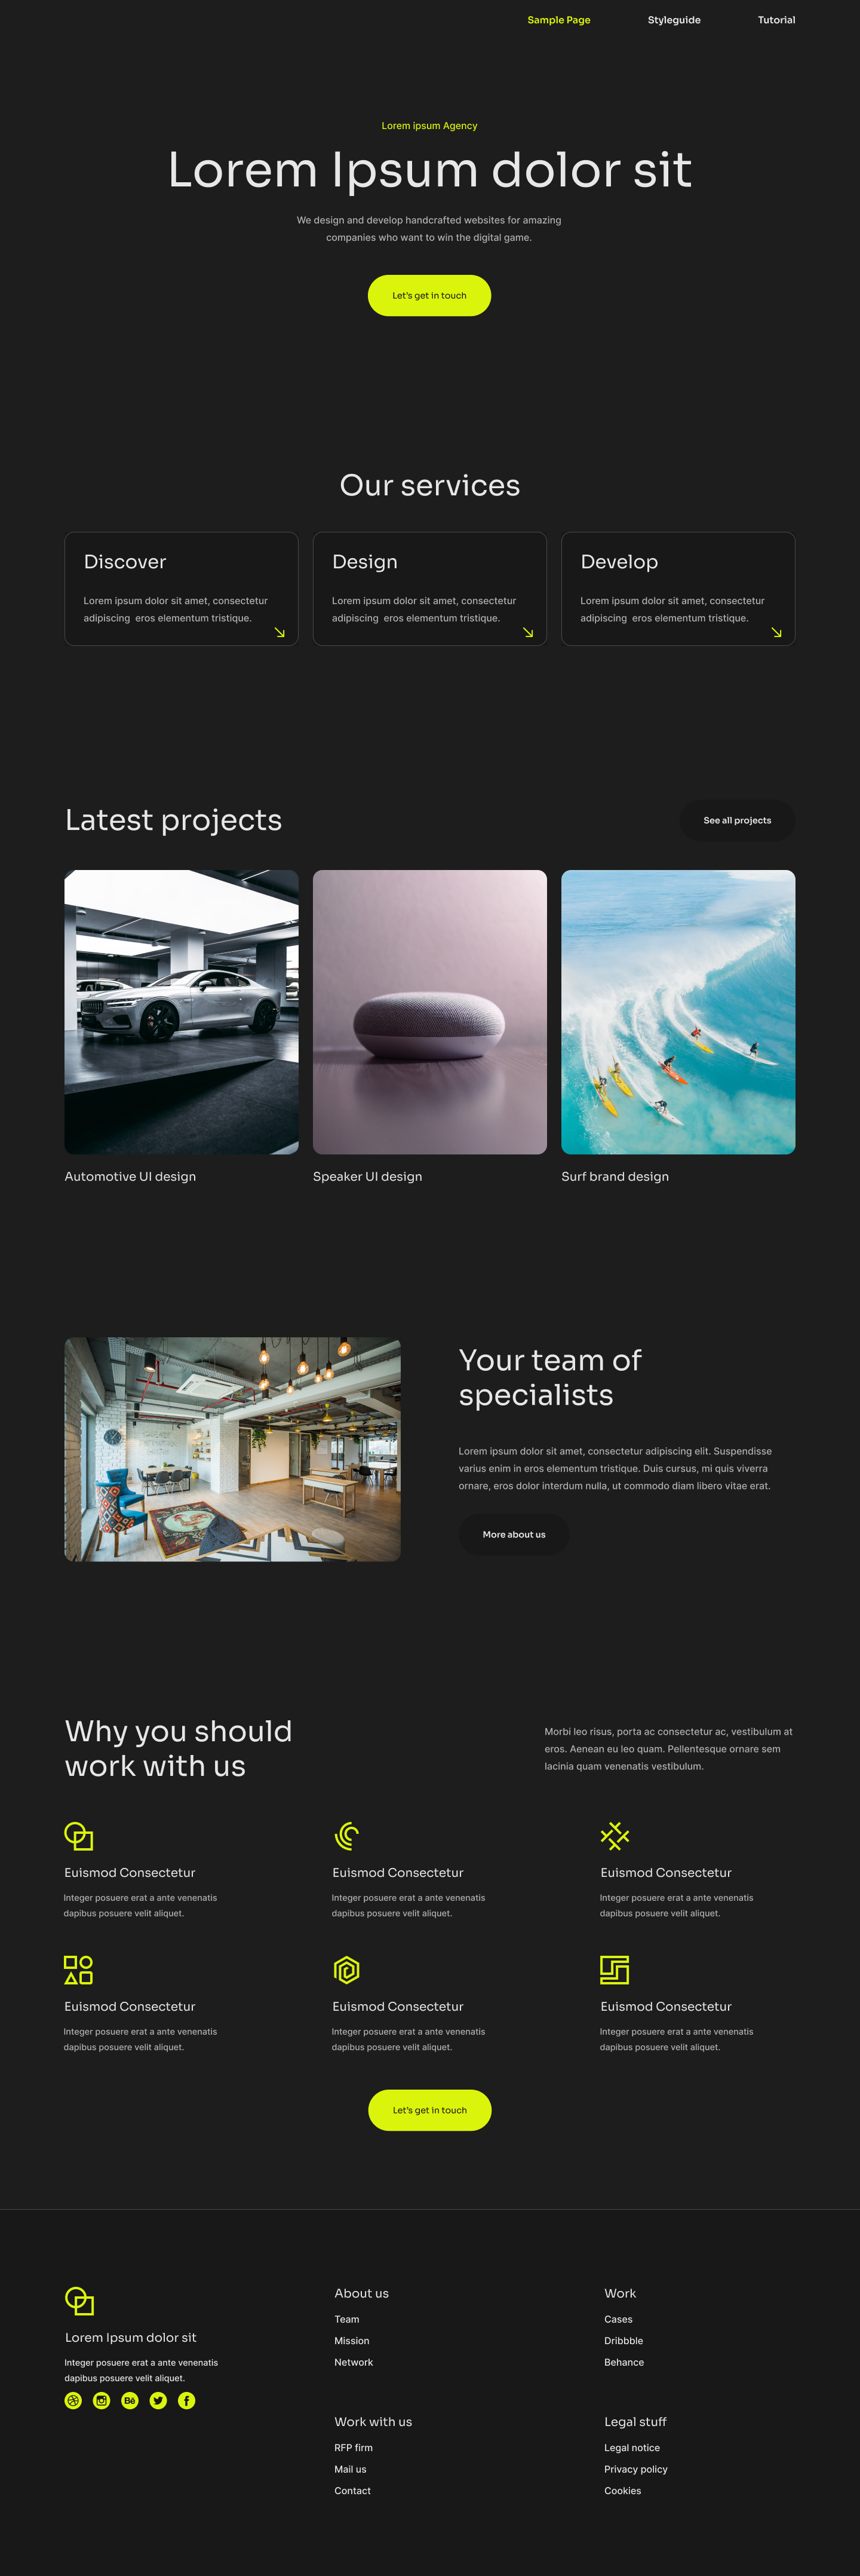 Sample Page
Styleguide
Tutorial
Lorem ipsum Agency
Lorem Ipsum dolor sit
We design and develop handcrafted websites for amazing
companies who want to win the digital game.
Let's get in touch
Our services
Discover
Lorem ipsum dolor sit amet, consectetur
adipiscing eros elementum tristique.
Design
Lorem ipsum dolor sit amet, consectetur
adipiscing eros elementum tristique.
Develop
Lorem ipsum dolor sit amet, consectetur
adipiscing eros elementum tristique.
Latest projects
See all projects
Automotive UI design
Speaker UI design
Surf brand design
Your team of
specialists
Lorem ipsum dolor sit amet, consectetur adipiscing elit. Suspendisse
varius enim in eros elementum tristique. Duis cursus, mi quis viverra
ornare, eros dolor interdum nulla, ut commodo diam libero vitae erat.
More about us
Why you should
work with us
Morbi leo risus, porta ac consectetur ac, vestibulum at
eros. Aenean eu leo quam. Pellentesque ornare sem
lacinia quam venenatis vestibulum.
Euismod Consectetur
Integer posuere erat a ante venenatis
dapibus posuere velit aliquet.
Euismod Consectetur
Integer posuere erat a ante venenatis
dapibus posuere velit aliquet.
Euismod Consectetur
Integer posuere erat a ante venenatis
dapibus posuere velit aliquet.
Euismod Consectetur
Integer posuere erat a ante venenatis
dapibus posuere velit aliquet.
Euismod Consectetur
Integer posuere erat a ante venenatis
dapibus posuere velit aliquet.
Euismod Consectetur
Integer posuere erat a ante venenatis
dapibus posuere velit aliquet.
Let's get in touch
Lorem Ipsum dolor sit
Integer posuere erat a ante venenatis
dapibus posuere velit aliquet.
Bē
About us
Team
Mission
Network
Work
Cases
Dribbble
Behance
Work with us
RFP firm
Mail us
Contact
Legal stuff
Legal notice
Privacy policy
Cookies